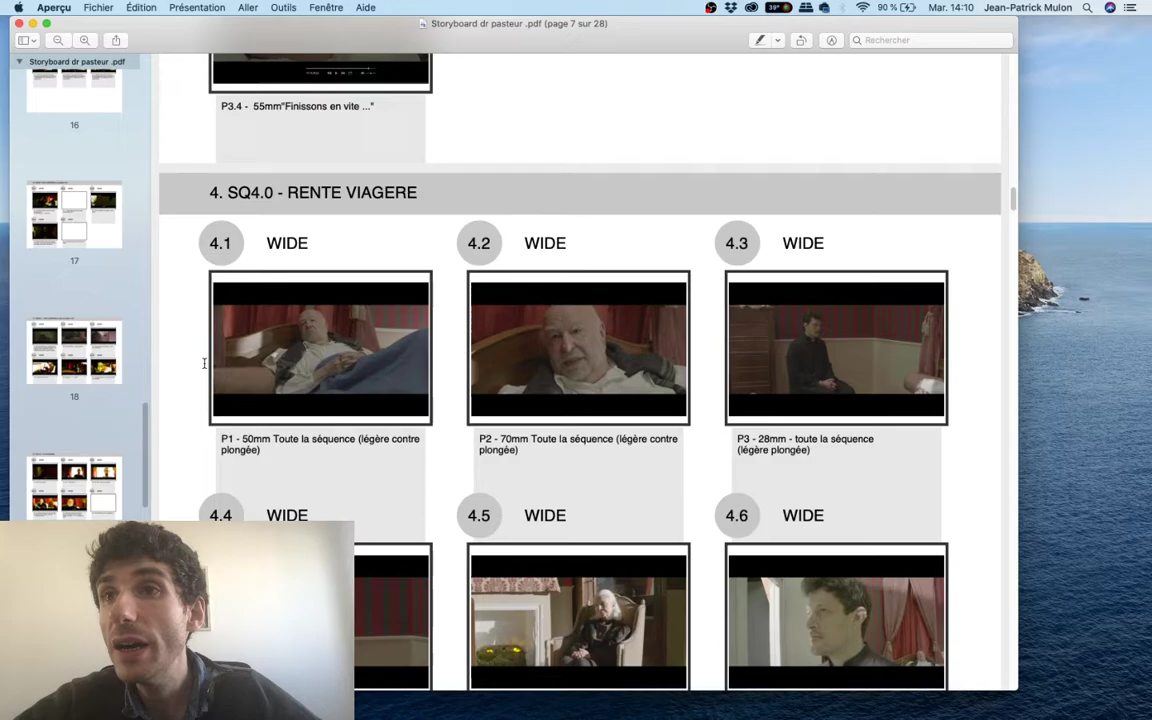 Aperçu Fichier Édition Présentation Aller Outils Fenêtre Aide 39° 90 % Mar. 14:10 Jean-Patrick Mulon
Storyboard dr pasteur .pdf (page 7 sur 28)
Rechercher
Storyboard dr pasteur .pdf
16
17
18
P3.4 - 55mm"Finissons en vite ..."
4. SQ4.0 - RENTE VIAGERE
4.1 WIDE
4.2 WIDE
4.3 WIDE
P1 - 50mm Toute la séquence (légére contre
plongée)
P2 - 70mm Toute la séquence (légére contre
plongée)
P3 - 28mm - toute la séquence
(légére plongée)
4.4 WIDE
4.5 WIDE
4.6 WIDE